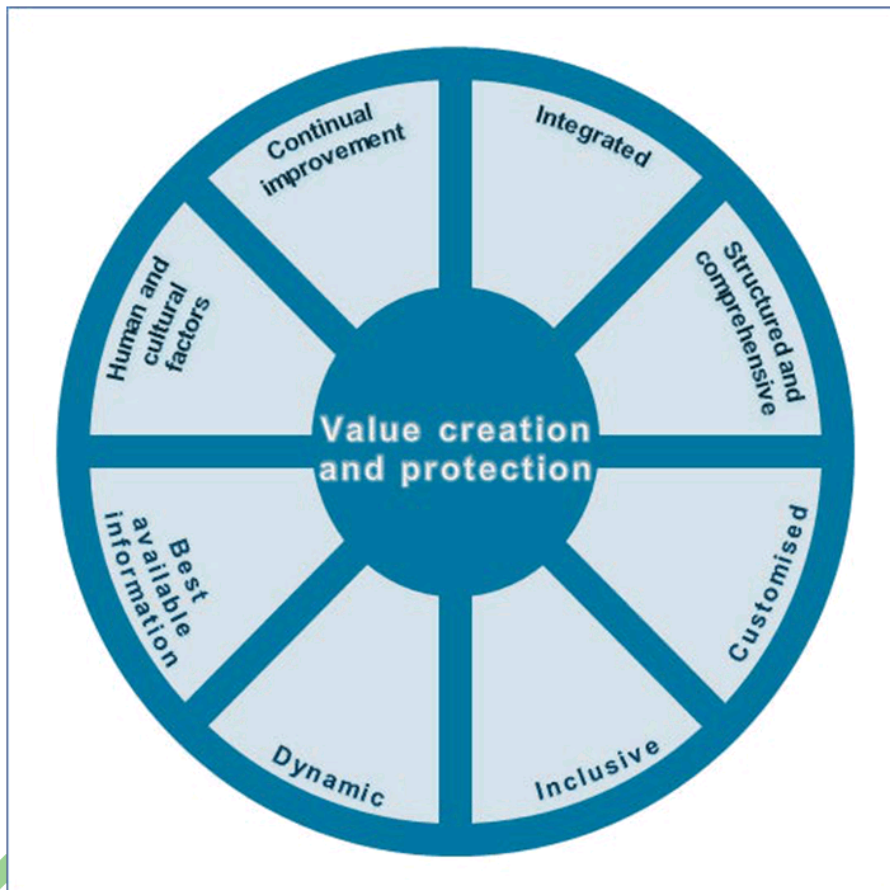 Continual
improvement
Integrated
Structured and
comprehensive
Customised
Inclusive
Dynamic
Best
available
information
Human and
cultural
factors
Value creation
and protection